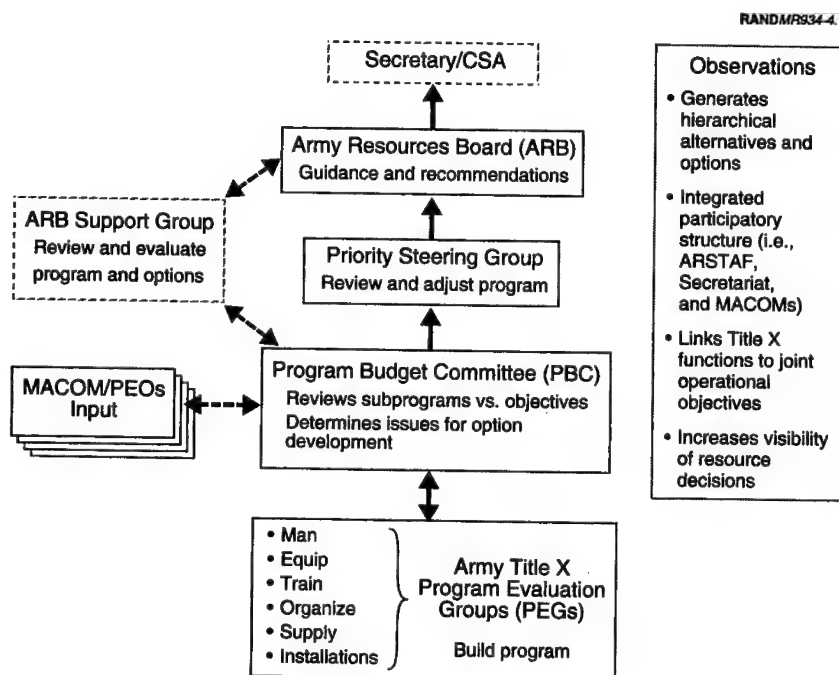 RANDMR934-4.
Secretary/CSA
Army Resources Board (ARB)
Guidance and recommendations
ARB Support Group
Review and evaluate
program and options
Priority Steering Group
Review and adjust program
MACOM/PEOs
Input
Program Budget Committee (PBC)
Reviews subprograms vs. objectives
Determines issues for option
development
• Man
• Equip
• Train
• Organize
• Supply
• Installations
Army Title X
Program Evaluation
Groups (PEGs)
Build program
Observations
• Generates
hierarchical
alternatives and
options
• Integrated
participatory
structure (i.e.,
ARSTAF,
Secretariat,
and MACOMs)
• Links Title X
functions to joint
operational
objectives
• Increases visibility
of resource
decisions